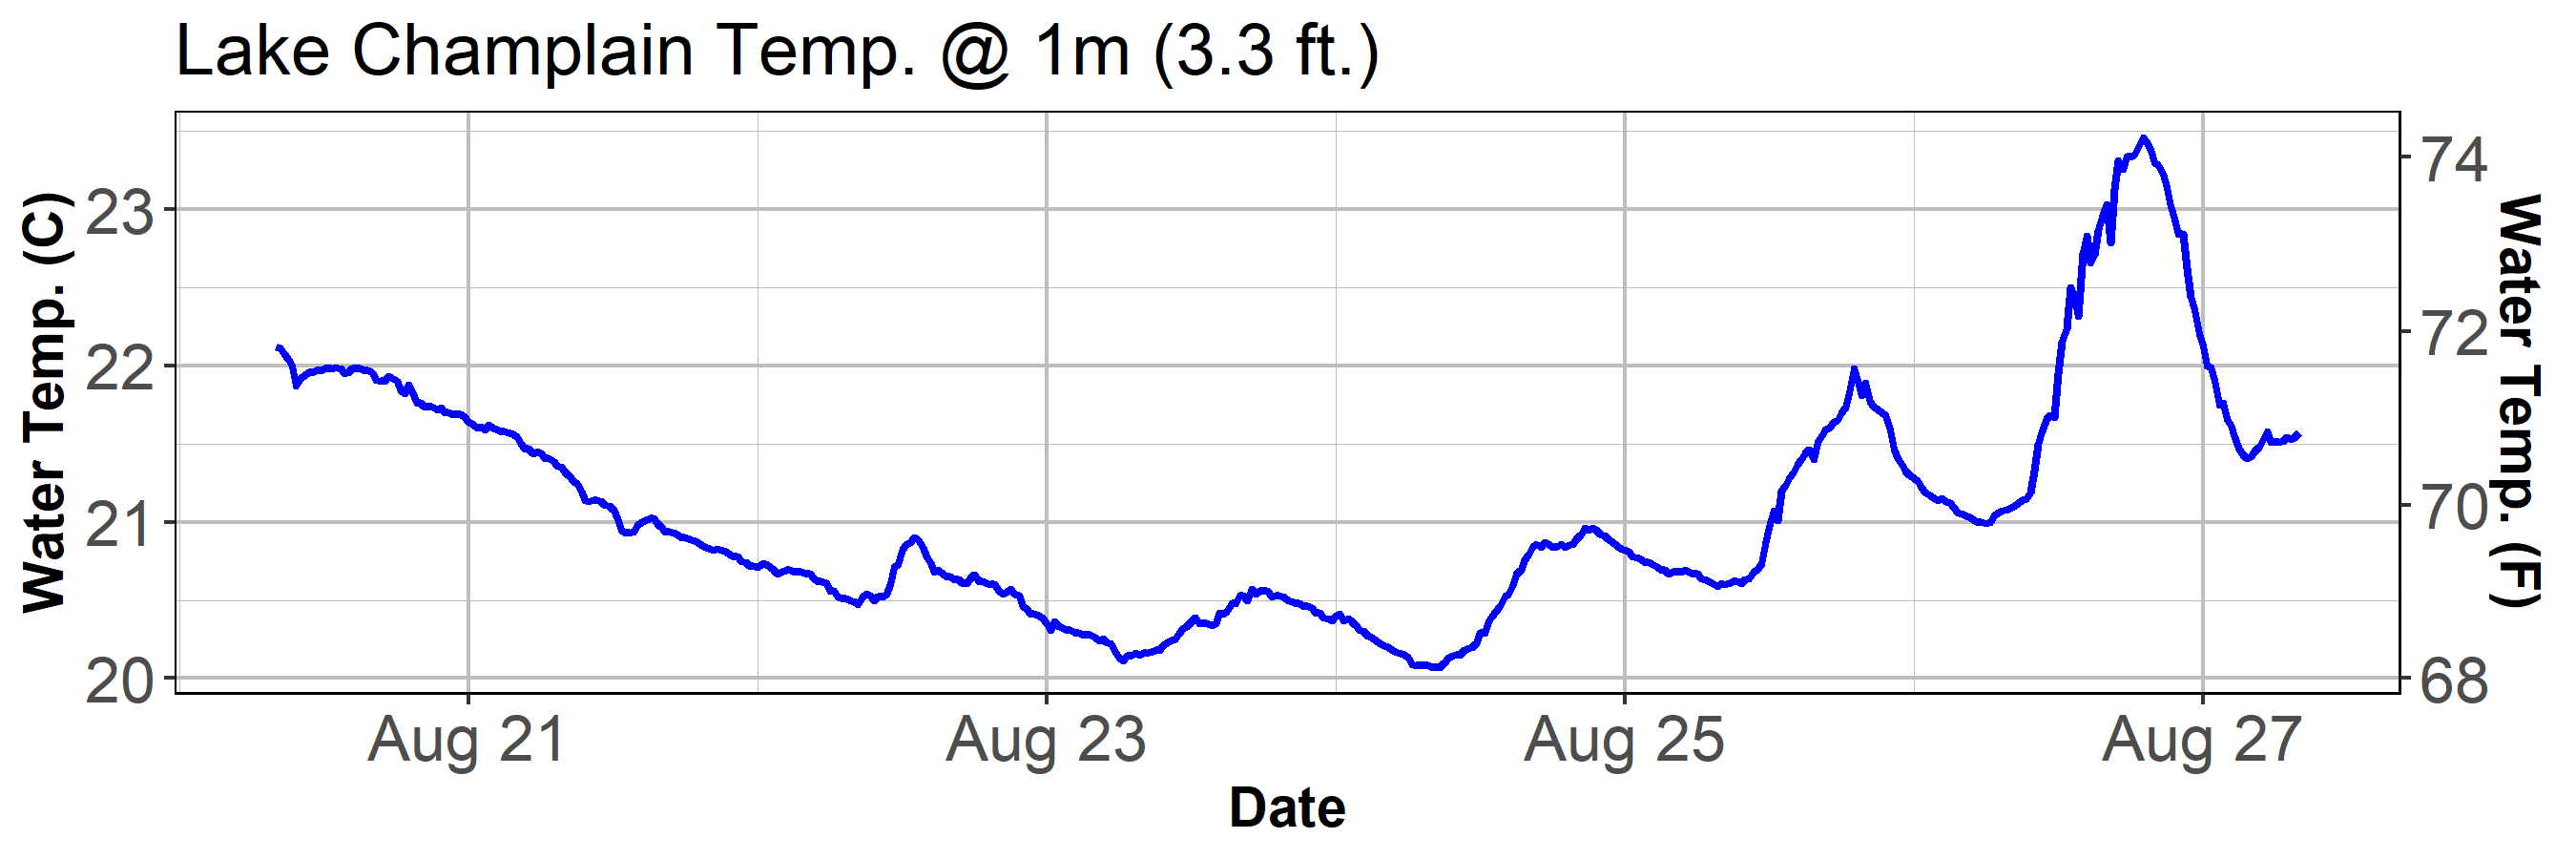 Lake Champlain Temp. @ 1m (3.3 ft.)
Water Temp. (C)
23
22
21
20
74
72
70
68
Water Temp. (F)
Aug 21
Aug 23
Aug 25
Aug 27
Date